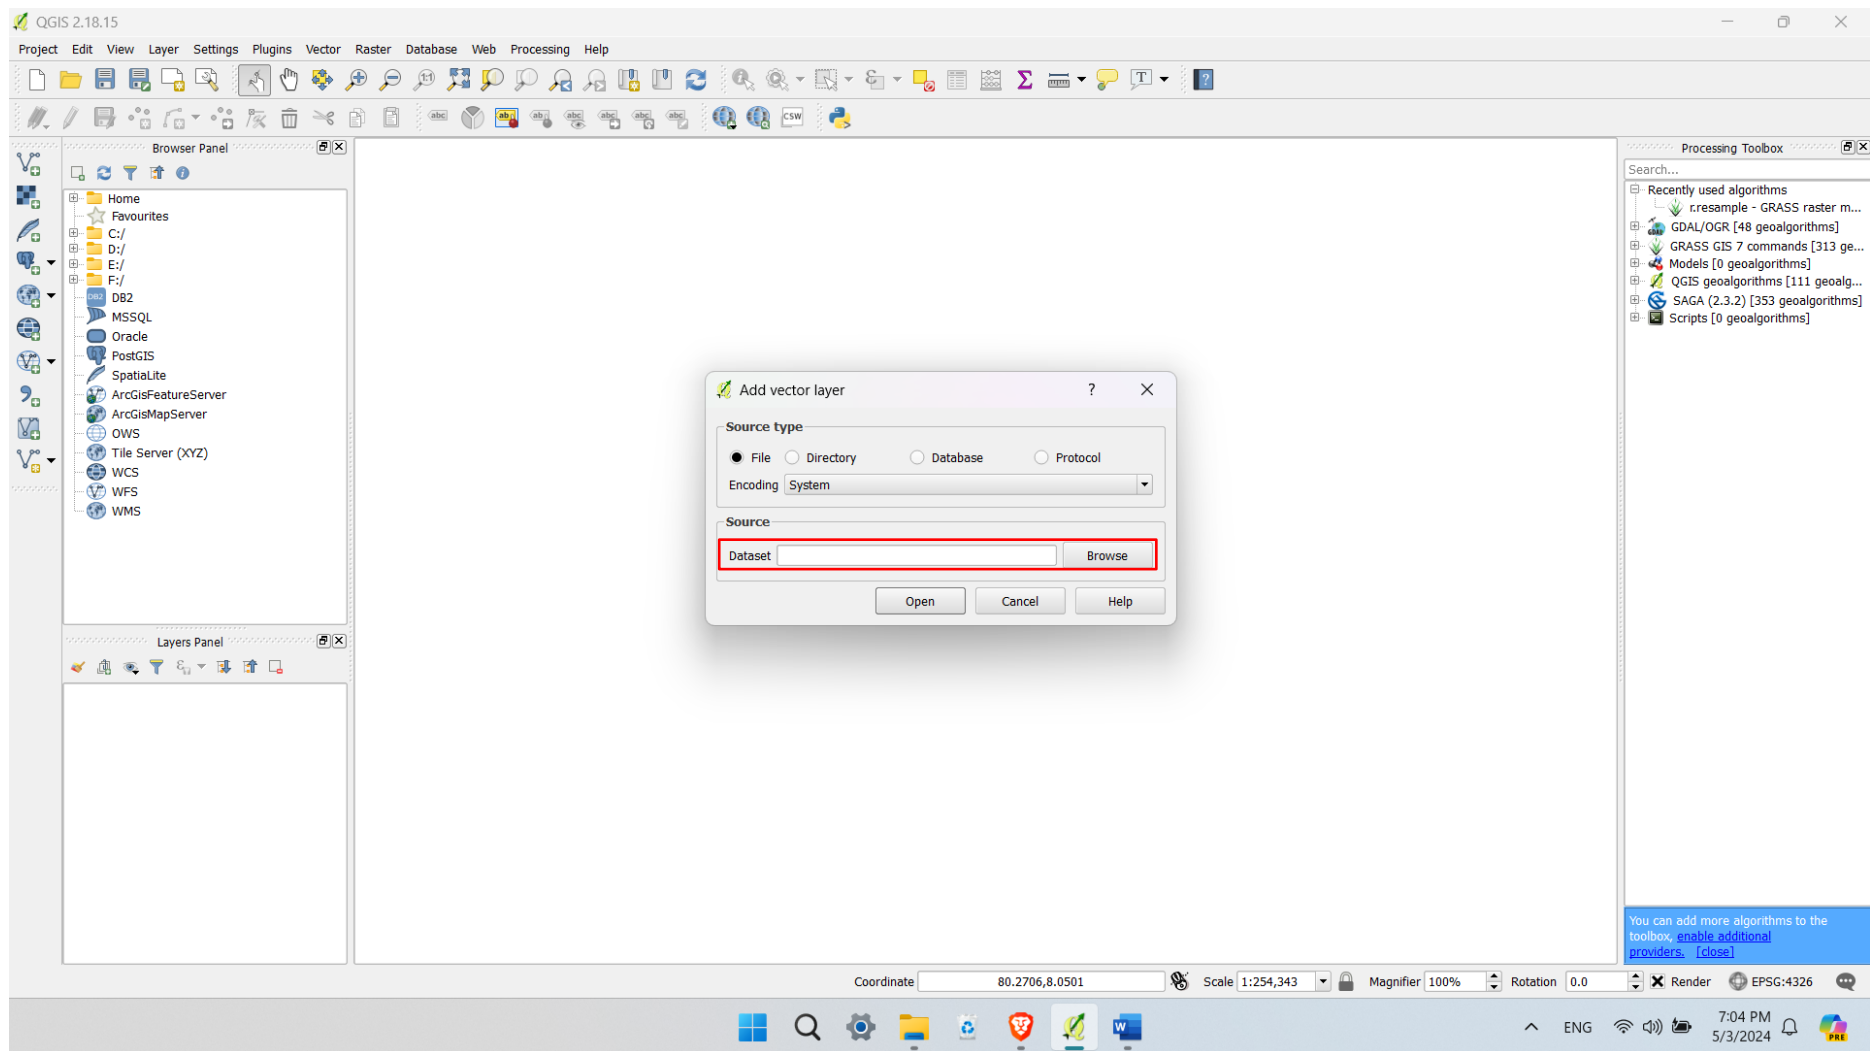 QGIS 2.18.15
Project Edit View Layer Settings Plugins Vector Raster Database Web Processing Help
Browser Panel
Home
Favourites
C:/
D:/
E:/
F:/
DB2
MSSQL
Oracle
PostGIS
SpatiaLite
ArcGisFeatureServer
ArcGisMapServer
OWS
Tile Server (XYZ)
WCS
WFS
WMS
Layers Panel
Add vector layer
Source type
File Directory Database Protocol
Encoding System
Source
Dataset Browse
Open Cancel Help
Processing Toolbox
Search...
Recently used algorithms
r.resample - GRASS raster m...
GDAL/OGR [48 geoalgorithms]
GRASS GIS 7 commands [313 ge...
Models [0 geoalgorithms]
QGIS geoalgorithms [111 geoalg...
SAGA (2.3.2) [353 geoalgorithms]
Scripts [0 geoalgorithms]
You can add more algorithms to the
toolbox, enable additional
providers. [close]
Coordinate 80.2706,8.0501 Scale 1:254,343 Magnifier 100% Rotation 0.0 Render EPSG:4326
ENG 7:04 PM
5/3/2024